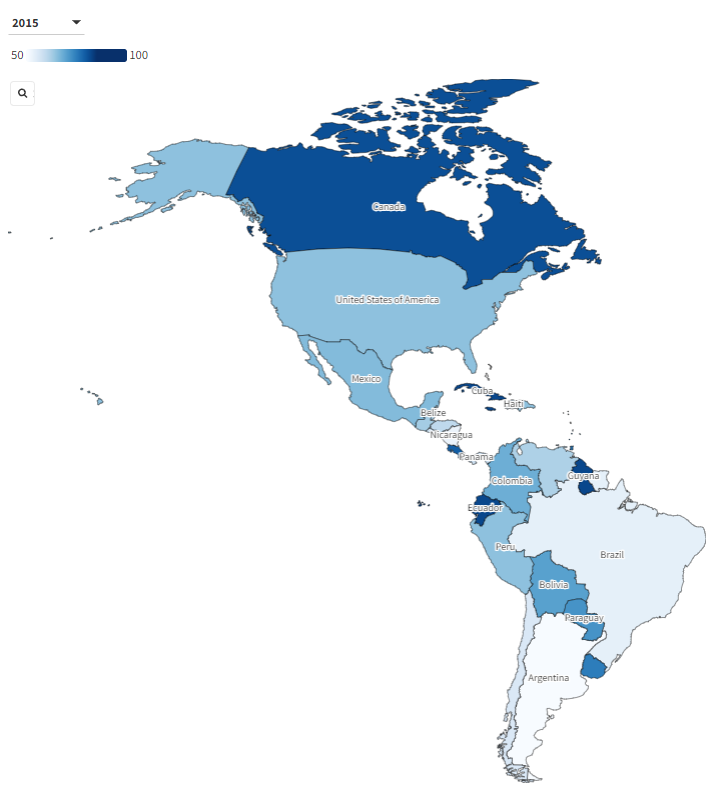 2015
50 100
Canada
United States of America
Mexico
Cuba
Haiti
Belize
Nicaragua
Panama
Guyana
Colombia
Ecuador
Peru
Brazil
Bolivia
Paraguay
Argentina